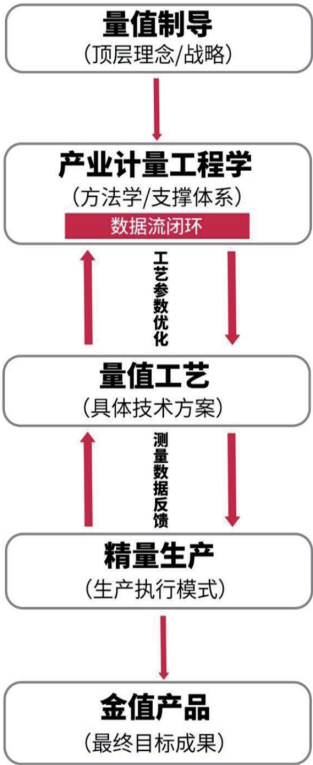 量值制导
（顶层理念/战略）
产业计量工程学
（方法学/支撑体系）
数据流闭环
工艺参数优化
量值工艺
（具体技术方案）
测量数据反馈
精量生产
（生产执行模式）
金值产品
（最终目标成果）